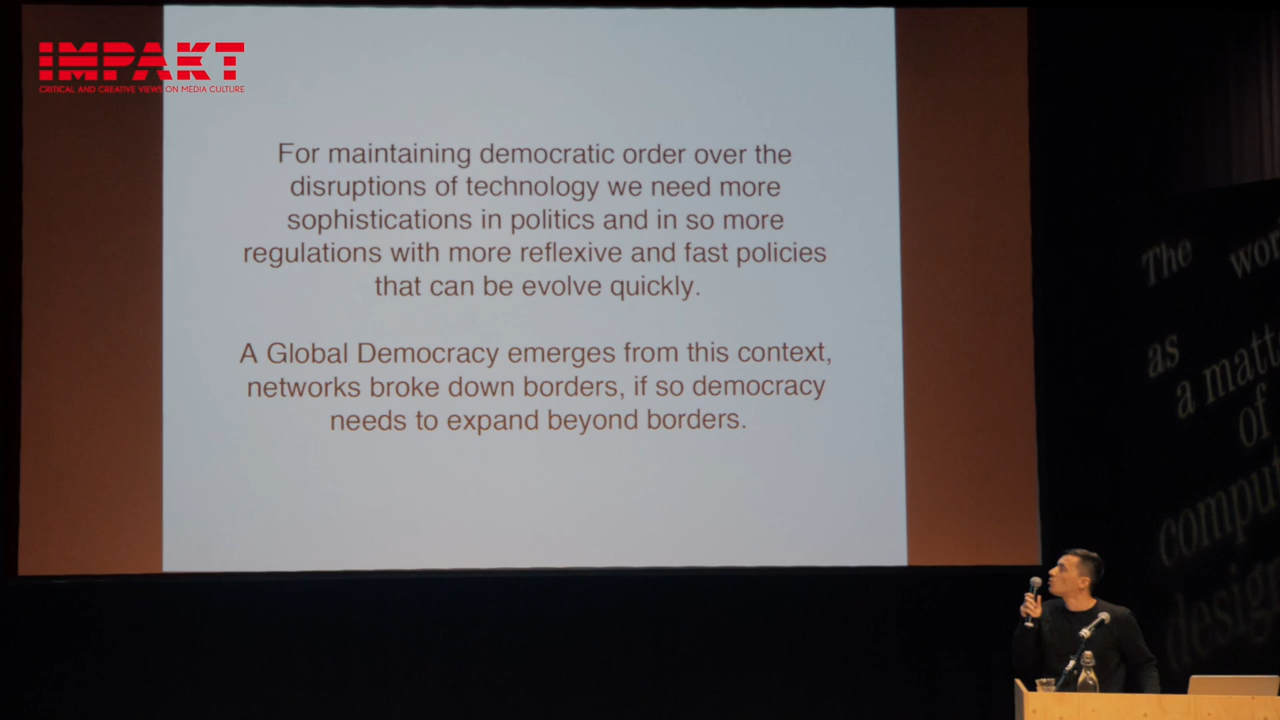 IMPAKT
CRITICAL AND CREATIVE VIEWS ON MEDIA CULTURE
For maintaining democratic order over the
disruptions of technology we need more
sophistications in politics and in so more
regulations with more reflexive and fast policies
that can be evolve quickly.
A Global Democracy emerges from this context,
networks broke down borders, if so democracy
needs to expand beyond borders.
The
as
a
of